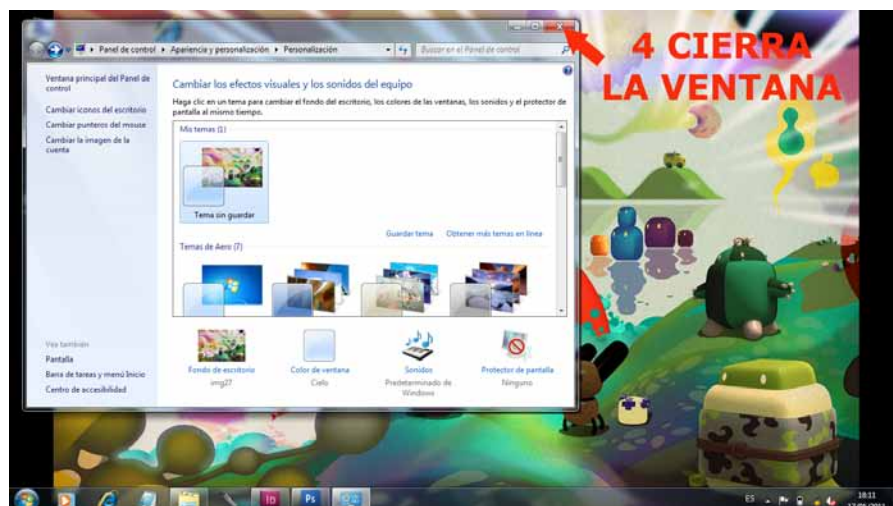 4 CIERRA
LA VENTANA
Panel de control ▸ Apariencia y personalización ▸ Personalización
Buscar en el Panel de control
Ventana principal del Panel de
control
Cambiar iconos del escritorio
Cambiar punteros del mouse
Cambiar la imagen de la
cuenta
Vea también
Pantalla
Barra de tareas y menú Inicio
Centro de accesibilidad
Cambiar los efectos visuales y los sonidos del equipo
Haga clic en un tema para cambiar el fondo del escritorio, los colores de las ventanas, los sonidos y el protector de
pantalla al mismo tiempo.
Mis temas (1)
Tema sin guardar
Guardar tema Obtener más temas en línea
Temas de Aero (7)
Fondo de escritorio
img27
Color de ventana
Cielo
Sonidos
Predeterminado de
Windows
Protector de pantalla
Ninguno
Id
Ps
ES
18:11